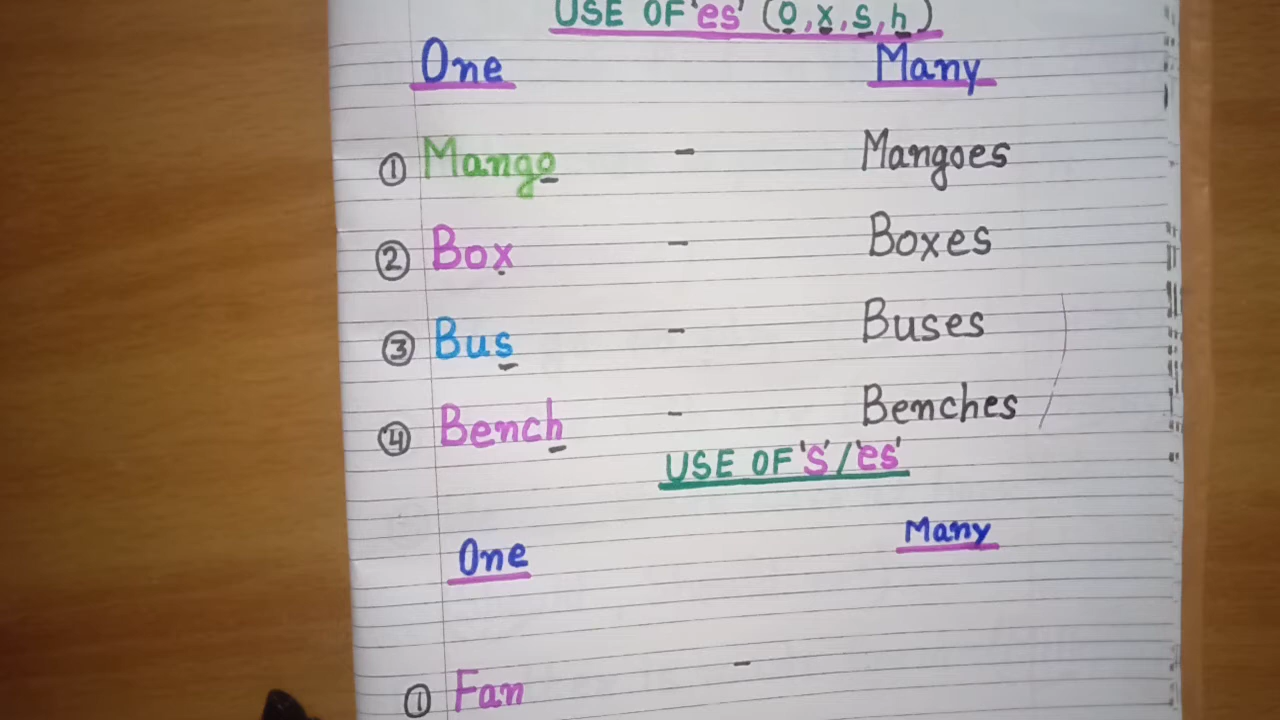 USE OF 'es' (o, x, s, h)
One Many
① Mango - Mangoes
② Box - Boxes
③ Bus - Buses
④ Bench - Benches
USE OF 's' / 'es'
One Many
① Fan -